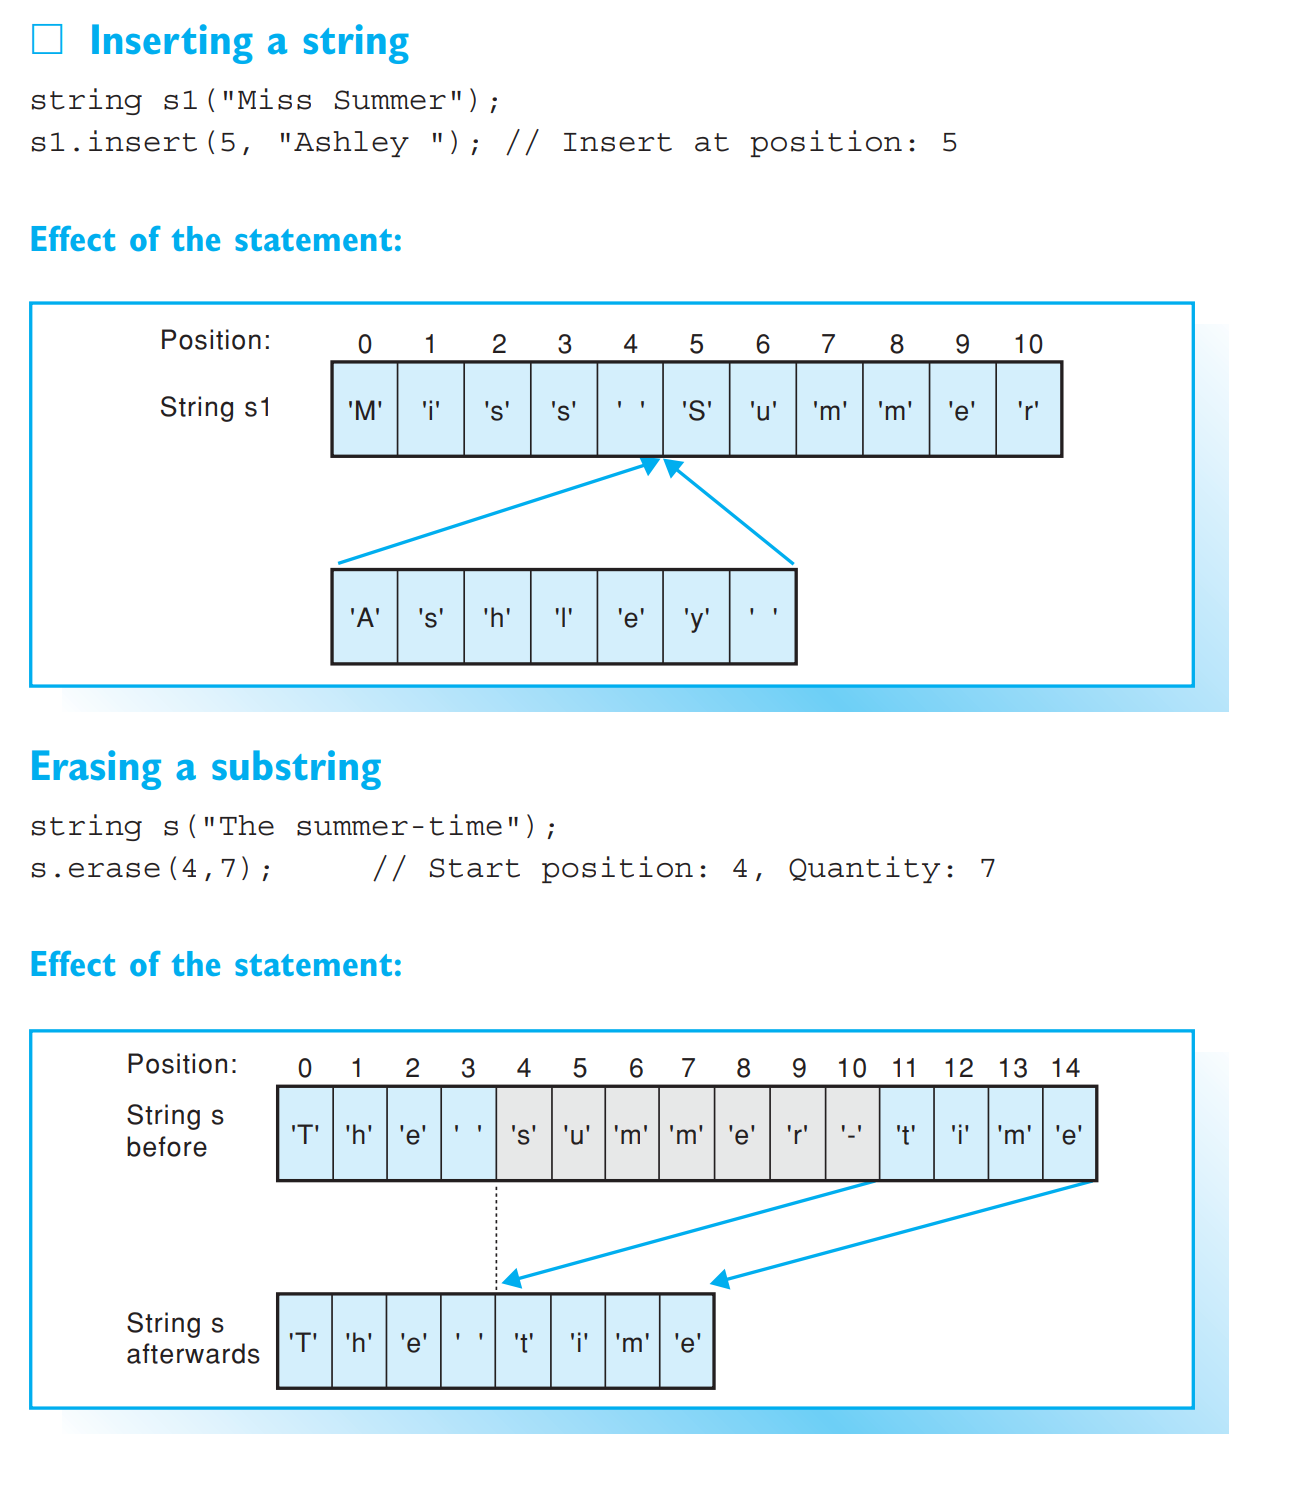 Inserting a string
string s1("Miss Summer");
s1.insert(5, "Ashley "); // Insert at position: 5
Effect of the statement:
Position: 0 1 2 3 4 5 6 7 8 9 10
String s1 'M' 'i' 's' 's' ' ' 'S' 'u' 'm' 'm' 'e' 'r'
'A' 's' 'h' 'l' 'e' 'y' ' '
Erasing a substring
string s("The summer-time");
s.erase(4,7); // Start position: 4, Quantity: 7
Effect of the statement:
Position: 0 1 2 3 4 5 6 7 8 9 10 11 12 13 14
String s
before
'T' 'h' 'e' ' ' 's' 'u' 'm' 'm' 'e' 'r' '-' 't' 'i' 'm' 'e'
String s
afterwards
'T' 'h' 'e' ' ' 't' 'i' 'm' 'e'